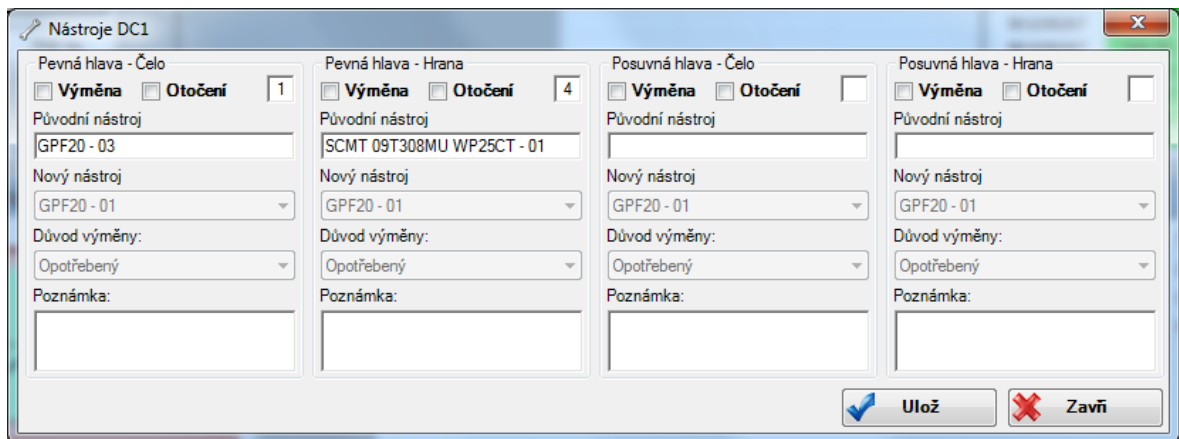 Nástroje DC1
Pevná hlava - Čelo
Výměna Otočení 1
Původní nástroj
GPF20 - 03
Nový nástroj
GPF20 - 01
Důvod výměny:
Opotřebený
Poznámka:
Pevná hlava - Hrana
Výměna Otočení 4
Původní nástroj
SCMT 09T308MU WP25CT - 01
Nový nástroj
GPF20 - 01
Důvod výměny:
Opotřebený
Poznámka:
Posuvná hlava - Čelo
Výměna Otočení
Původní nástroj
Nový nástroj
GPF20 - 01
Důvod výměny:
Opotřebený
Poznámka:
Posuvná hlava - Hrana
Výměna Otočení
Původní nástroj
Nový nástroj
GPF20 - 01
Důvod výměny:
Opotřebený
Poznámka:
Ulož
Zavři